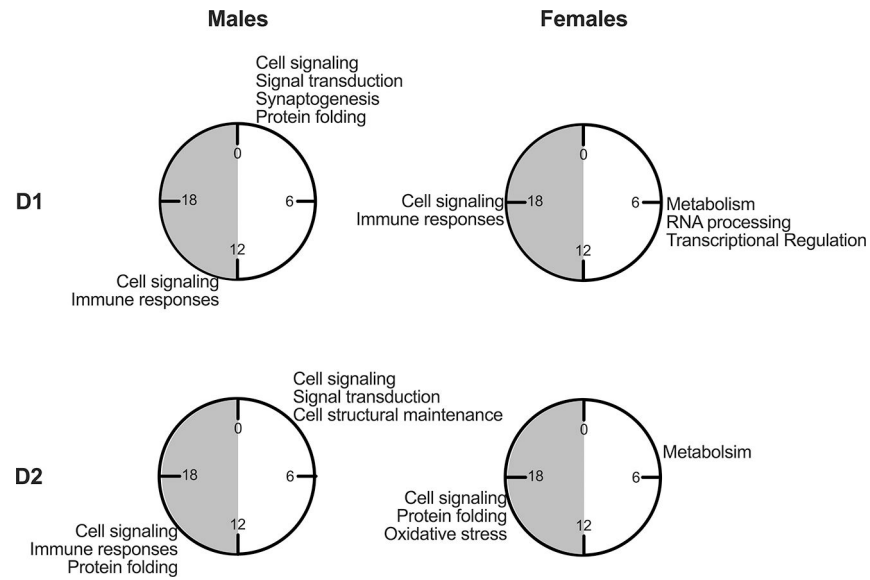 Males
Females
D1
Cell signaling
Signal transduction
Synaptogenesis
Protein folding
0
6
12
18
Cell signaling
Immune responses
0
6
12
18
Cell signaling
Immune responses
Metabolism
RNA processing
Transcriptional Regulation
D2
Cell signaling
Signal transduction
Cell structural maintenance
0
6
12
18
Cell signaling
Immune responses
Protein folding
0
6
12
18
Metabolsim
Cell signaling
Protein folding
Oxidative stress